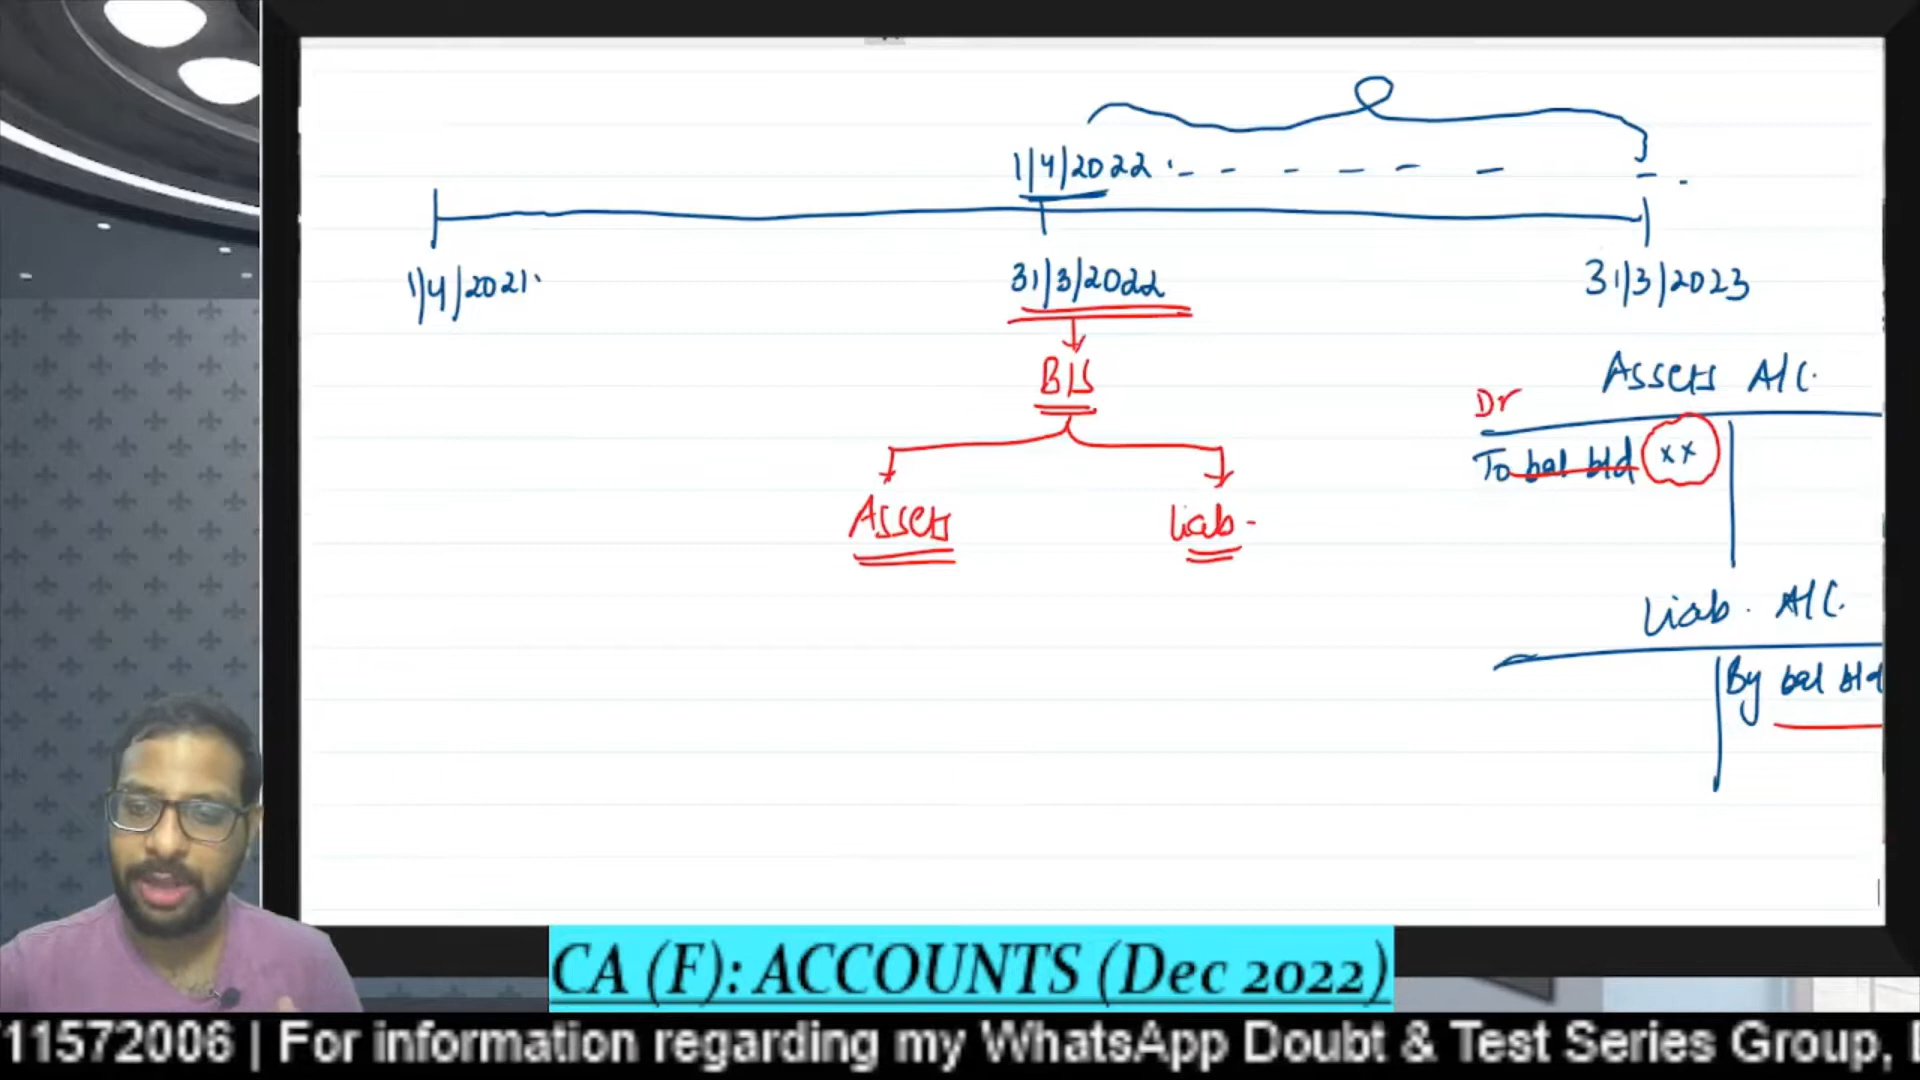 1/4/2022
1/4/2021
31/3/2022
31/3/2023
B/S
Assets
Liab.
Assets A/C.
Dr
To bal b/d xx
Liab. A/C.
By bal b/d
CA (F): ACCOUNTS (Dec 2022)
11572006 | For information regarding my WhatsApp Doubt & Test Series Group,